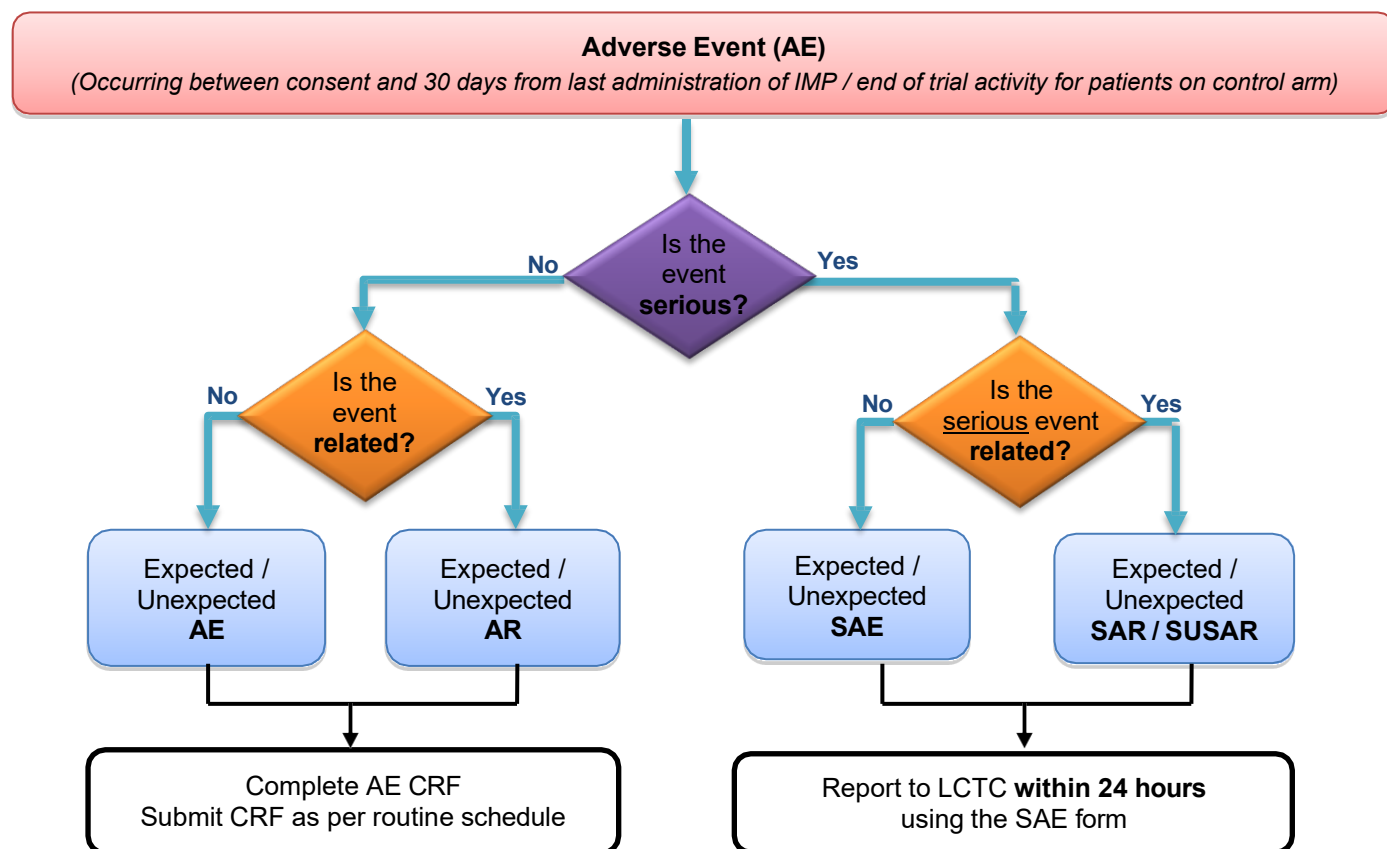 Adverse Event (AE)
(Occurring between consent and 30 days from last administration of IMP / end of trial activity for patients on control arm)
Is the
event
serious?
No
Yes
Is the
event
related?
No
Yes
Is the
serious event
related?
No
Yes
Expected /
Unexpected
AE
Expected /
Unexpected
AR
Expected /
Unexpected
SAE
Expected /
Unexpected
SAR / SUSAR
Complete AE CRF
Submit CRF as per routine schedule
Report to LCTC within 24 hours
using the SAE form